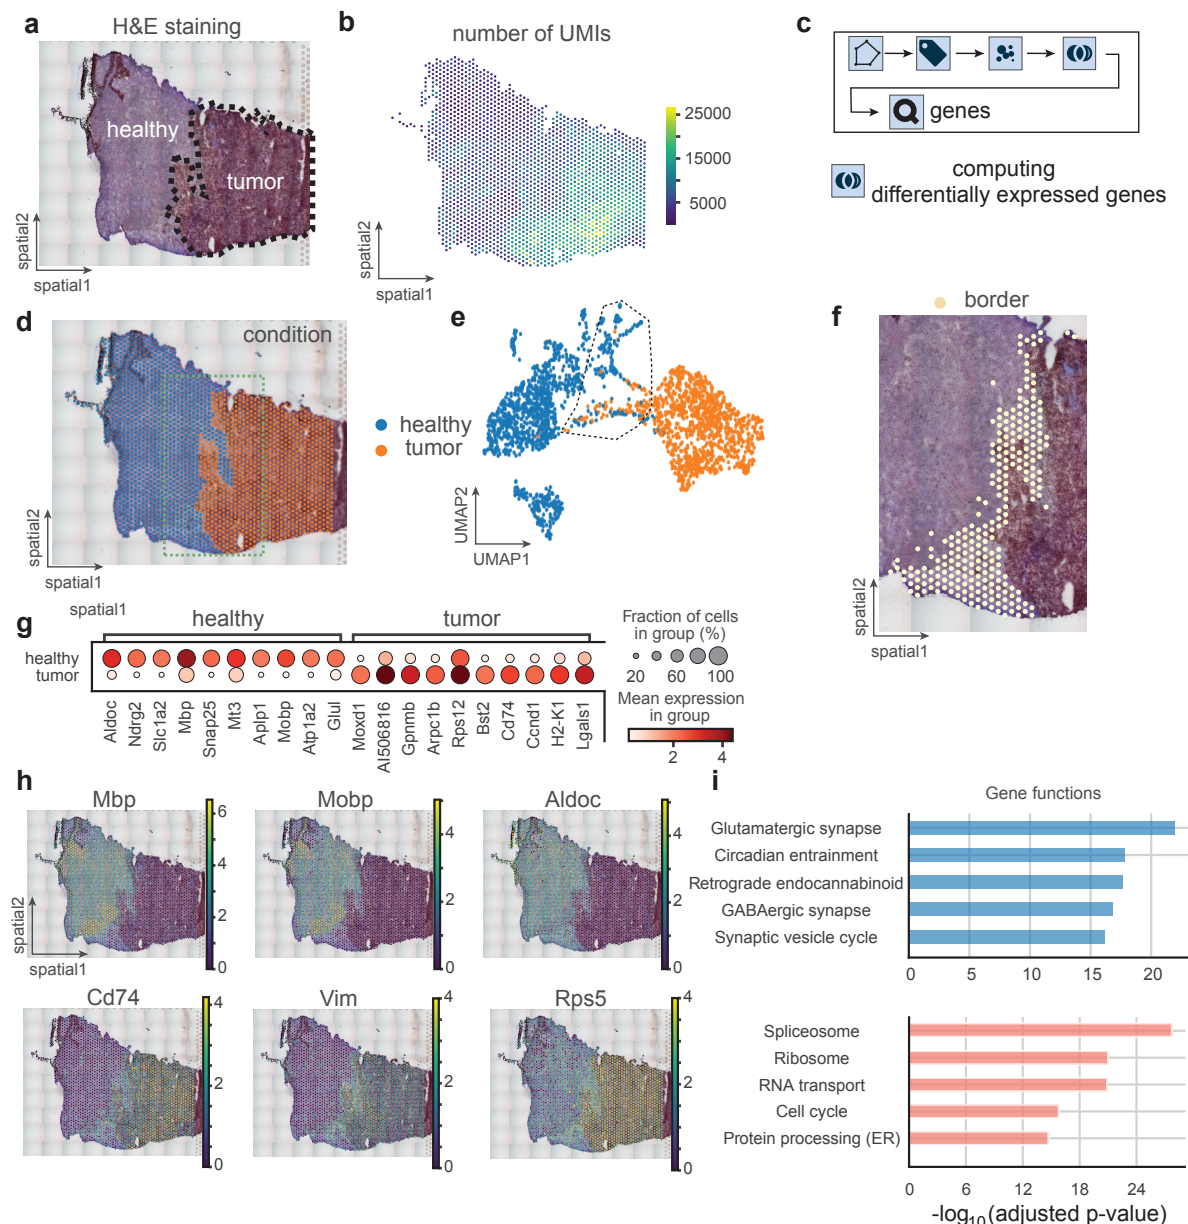 a
H&E staining
healthy
tumor
spatial2
spatial1
b
number of UMIs
25000
15000
5000
spatial2
spatial1
c
genes
computing
differentially expressed genes
d
condition
spatial2
spatial1
spatial1
e
healthy
tumor
UMAP2
UMAP1
f
border
spatial2
spatial1
g
healthy
tumor
healthy
tumor
Aldoc
Ndrg2
Slc1a2
Mbp
Snap25
Mt3
Aplp1
Mobp
Atp1a2
Glul
Moxd1
AI506816
Gpnmb
Arpc1b
Rps12
Bst2
Cd74
Ccnd1
H2-K1
Lgals1
Fraction of cells
in group (%)
20 60 100
Mean expression
in group
2 4
h
Mbp
6
4
2
0
spatial2
spatial1
Mobp
4
2
0
Aldoc
4
2
0
Cd74
4
2
0
Vim
4
2
0
Rps5
4
2
0
i
Gene functions
Glutamatergic synapse
Circadian entrainment
Retrograde endocannabinoid
GABAergic synapse
Synaptic vesicle cycle
0 5 10 15 20
Spliceosome
Ribosome
RNA transport
Cell cycle
Protein processing (ER)
0 6 12 18 24
-log10(adjusted p-value)